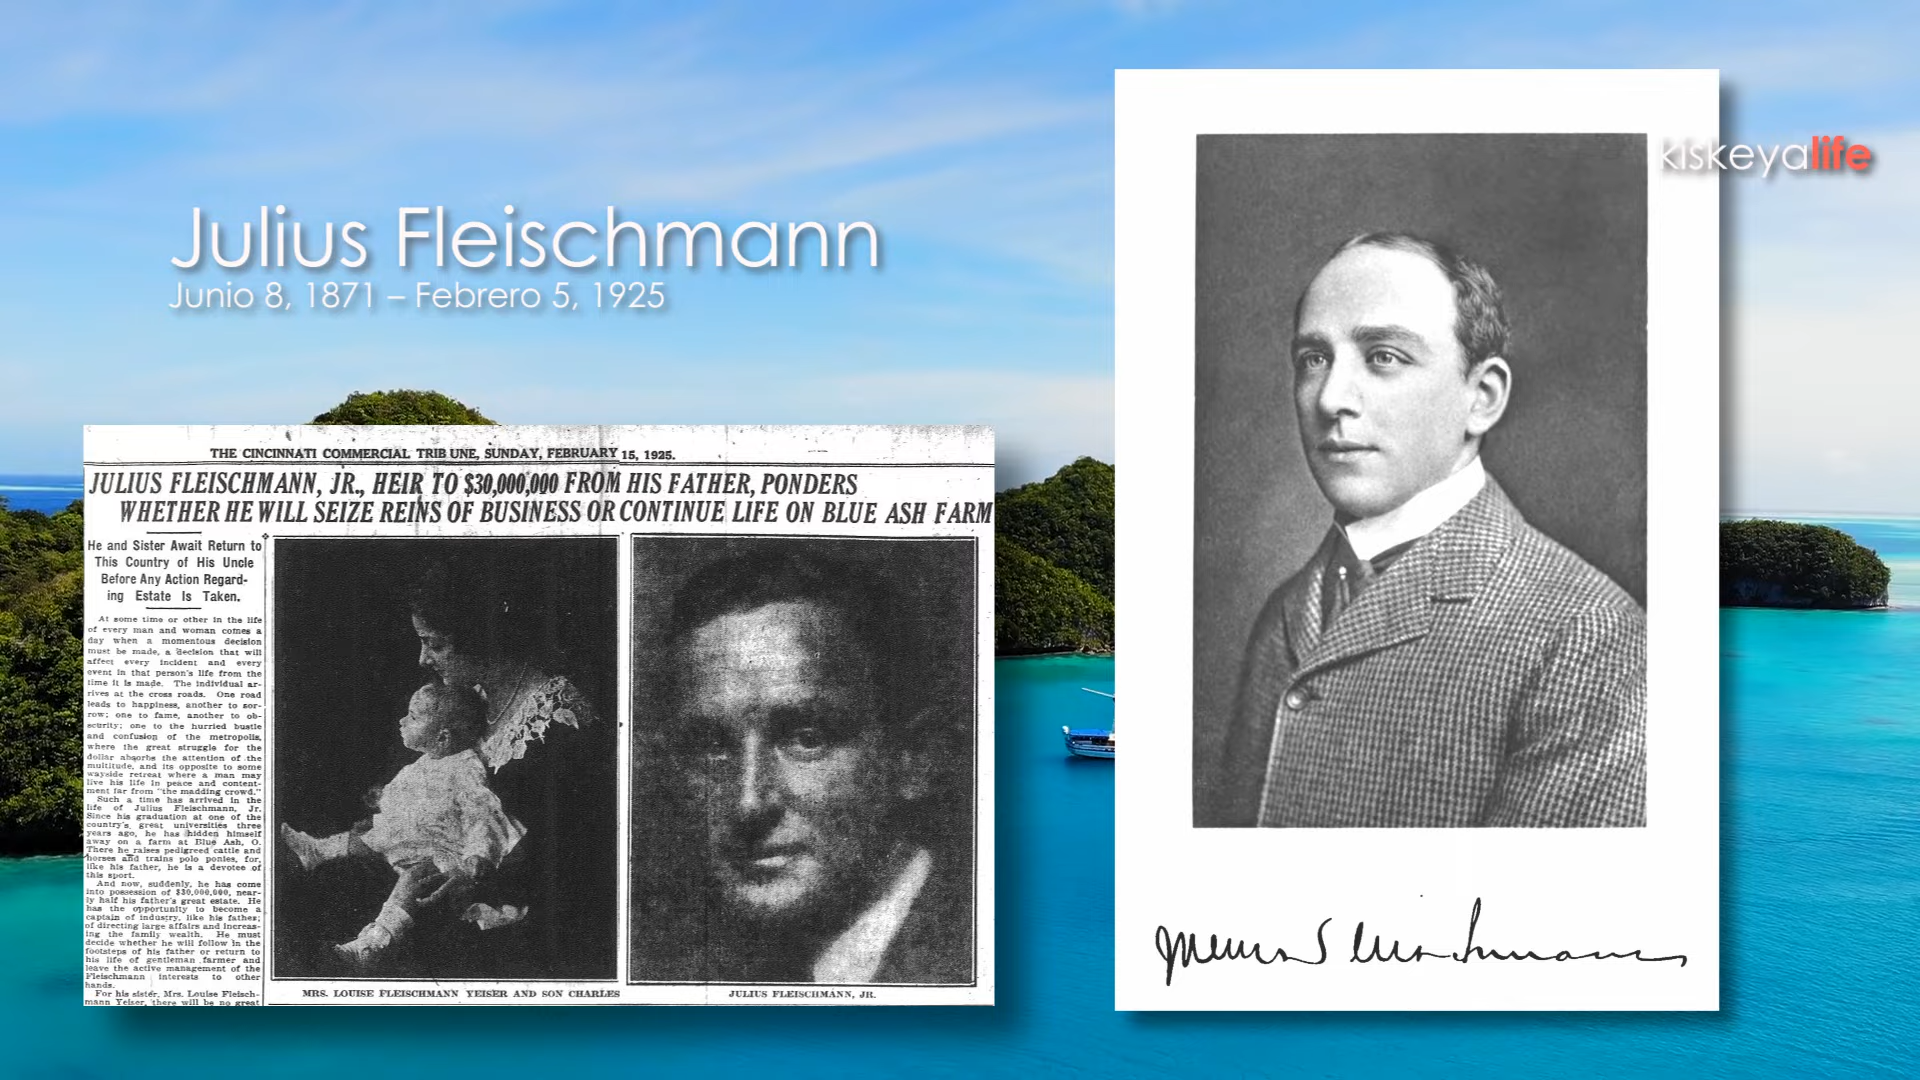 kiskeyalife
Julius Fleischmann
Junio 8, 1871 – Febrero 5, 1925
THE CINCINNATI COMMERCIAL TRIBUNE, SUNDAY, FEBRUARY 15, 1925.
JULIUS FLEISCHMANN, JR., HEIR TO $30,000,000 FROM HIS FATHER, PONDERS
WHETHER HE WILL SEIZE REINS OF BUSINESS OR CONTINUE LIFE ON BLUE ASH FARM
He and Sister Await Return to
This Country of His Uncle
Before Any Action Regard-
ing Estate Is Taken.
At some time or other in the life
of every man and woman comes a
day when a momentous decision
must be made, a decision that will
affect every incident and every
event in that person's life from the
time it is made. The individual ar-
rives at the cross roads. One road
leads to happiness, another to sor-
row; one to fame, another to ob-
scurity; one to the hurried bustle
and confusion of the metropolis,
where the great struggle for the
dollar absorbs the attention of the
multitude, and its opposite to some
wayside retreat where a man may
live his life in peace and content-
ment far from "the madding crowd."
Such a time has arrived in the
life of Julius Fleischmann, Jr.
Since his graduation at one of the
country's great universities three
years ago, he has hidden himself
away on a farm at Blue Ash, O.
There he raises pedigreed cattle and
horses and trains polo ponies, for,
like his father, he is a devotee of
this sport.
And now, suddenly, he has come
into possession of $30,000,000, near-
ly half his father's great estate. He
has the opportunity to become a
captain of industry, like his father;
of directing large affairs and increas-
ing the family wealth. He must
decide whether he will follow in the
footsteps of his father or return to
his life of gentleman farmer and
leave the active management of the
Fleischmann interests to other
hands.
For his sister, Mrs. Louise Fleisch-
mann Yeiser, there will be no great
MRS. LOUISE FLEISCHMANN YEISER AND SON CHARLES
JULIUS FLEISCHMANN, JR.
Julius Fleischmann